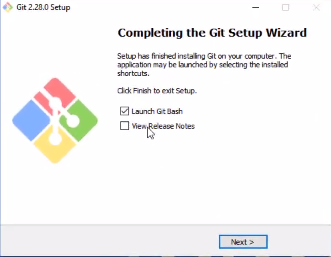 Git 2.28.0 Setup
Completing the Git Setup Wizard
Setup has finished installing Git on your computer. The
application may be launched by selecting the installed
shortcuts.
Click Finish to exit Setup.
Launch Git Bash
View Release Notes
Next >